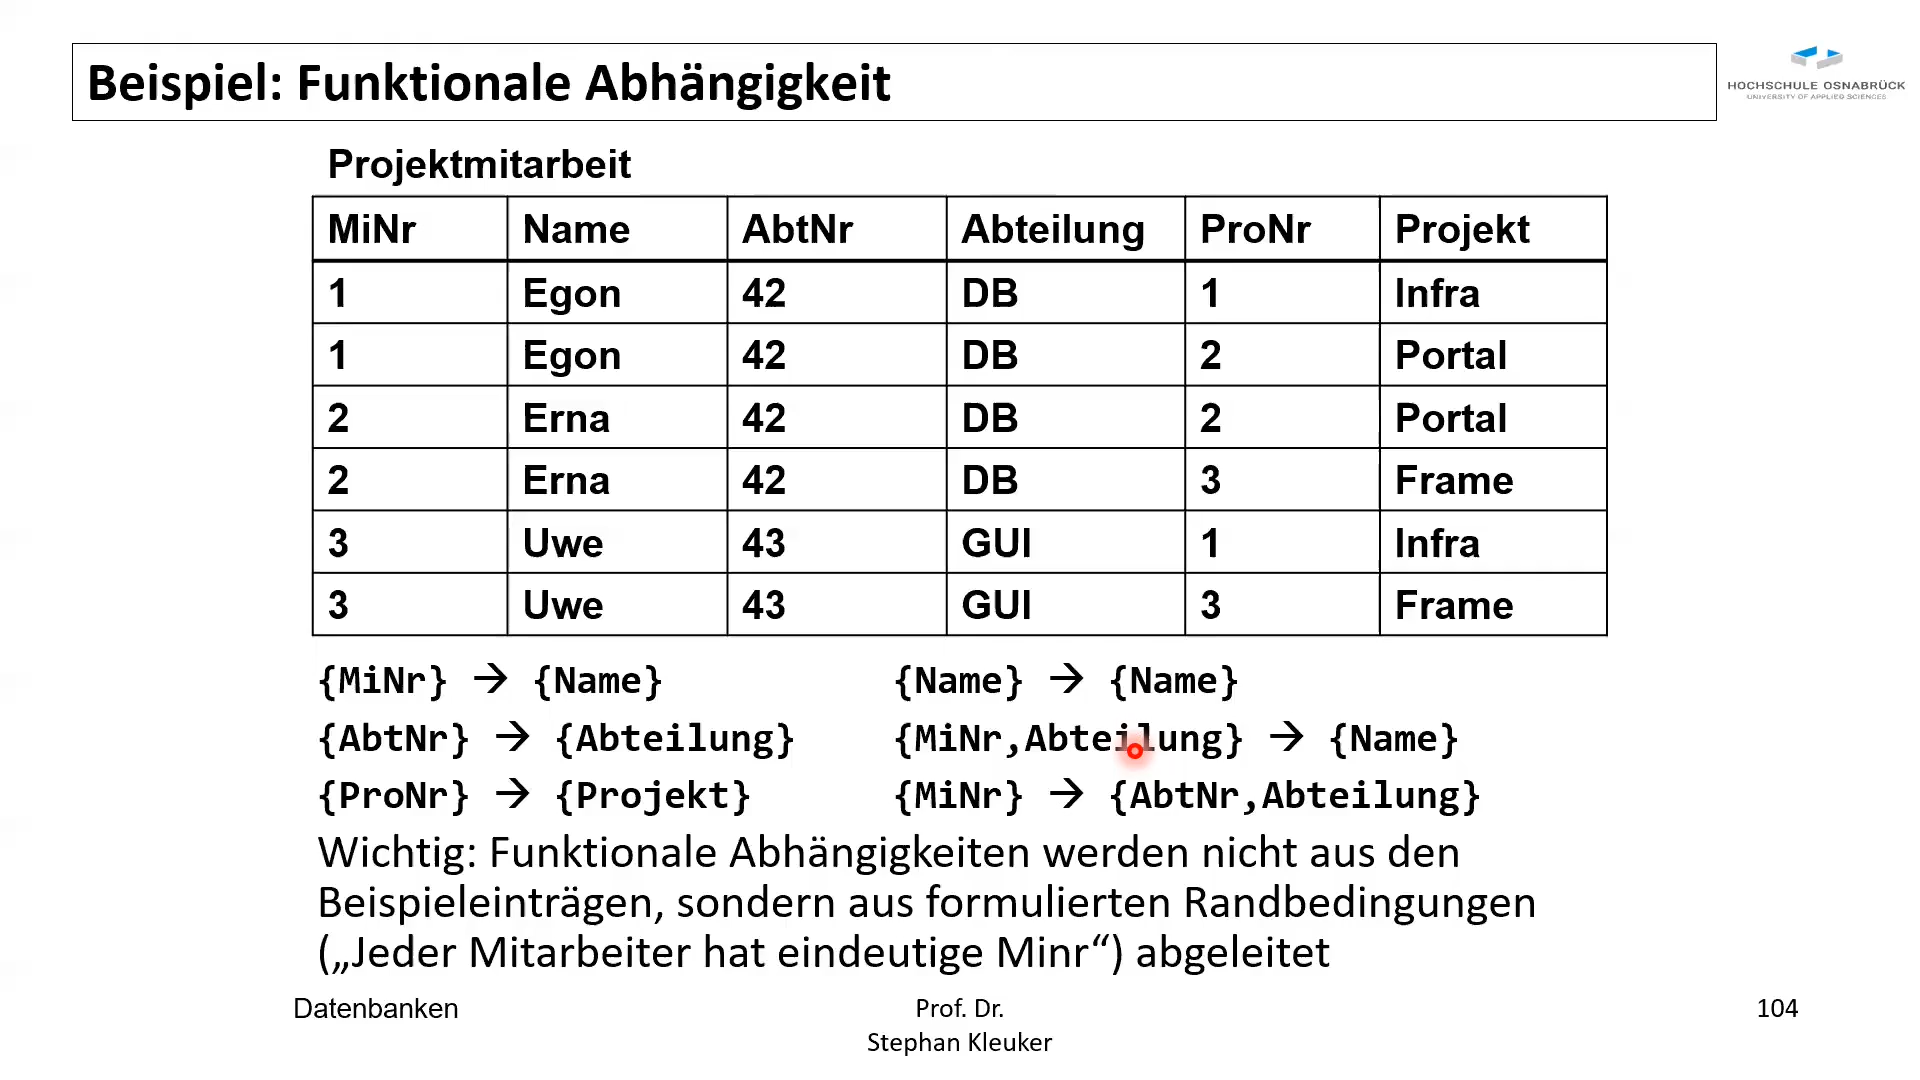 Beispiel: Funktionale Abhängigkeit
HOCHSCHULE OSNABRÜCK
UNIVERSITY OF APPLIED SCIENCES
Projektmitarbeit
MiNr Name AbtNr Abteilung ProNr Projekt
1 Egon 42 DB 1 Infra
1 Egon 42 DB 2 Portal
2 Erna 42 DB 2 Portal
2 Erna 42 DB 3 Frame
3 Uwe 43 GUI 1 Infra
3 Uwe 43 GUI 3 Frame
{MiNr} → {Name} {Name} → {Name}
{AbtNr} → {Abteilung} {MiNr,Abteilung} → {Name}
{ProNr} → {Projekt} {MiNr} → {AbtNr,Abteilung}
Wichtig: Funktionale Abhängigkeiten werden nicht aus den
Beispieleinträgen, sondern aus formulierten Randbedingungen
(„Jeder Mitarbeiter hat eindeutige Minr“) abgeleitet
Datenbanken Prof. Dr. 104
Stephan Kleuker